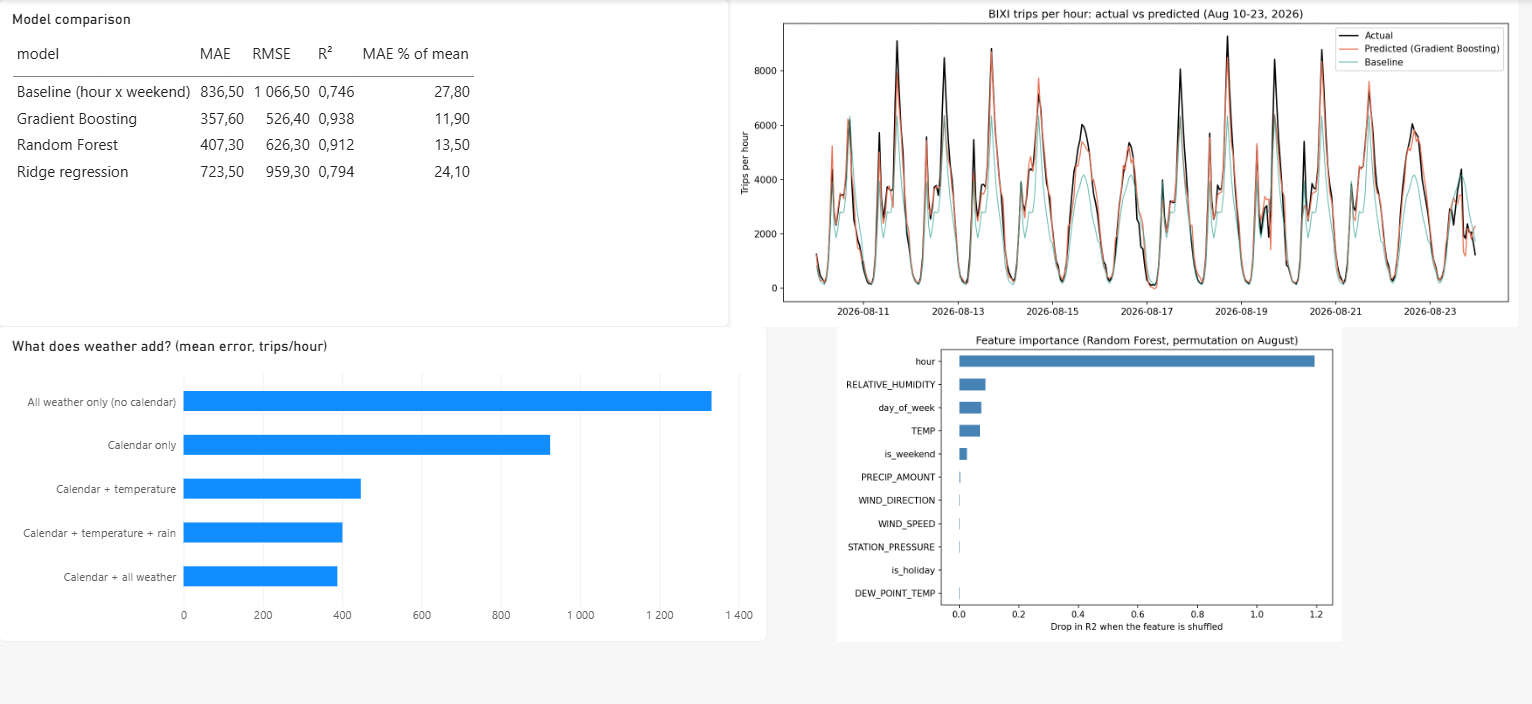 Model comparison
model MAE RMSE R² MAE % of mean
Baseline (hour x weekend) 836,50 1 066,50 0,746 27,80
Gradient Boosting 357,60 526,40 0,938 11,90
Random Forest 407,30 626,30 0,912 13,50
Ridge regression 723,50 959,30 0,794 24,10
BIXI trips per hour: actual vs predicted (Aug 10-23, 2026)
Actual
Predicted (Gradient Boosting)
Baseline
Trips per hour
8000
6000
4000
2000
0
2026-08-11 2026-08-13 2026-08-15 2026-08-17 2026-08-19 2026-08-21 2026-08-23
What does weather add? (mean error, trips/hour)
All weather only (no calendar)
Calendar only
Calendar + temperature
Calendar + temperature + rain
Calendar + all weather
0 200 400 600 800 1 000 1 200 1 400
Feature importance (Random Forest, permutation on August)
hour
RELATIVE_HUMIDITY
day_of_week
TEMP
is_weekend
PRECIP_AMOUNT
WIND_DIRECTION
WIND_SPEED
STATION_PRESSURE
is_holiday
DEW_POINT_TEMP
0.0 0.2 0.4 0.6 0.8 1.0 1.2
Drop in R2 when the feature is shuffled